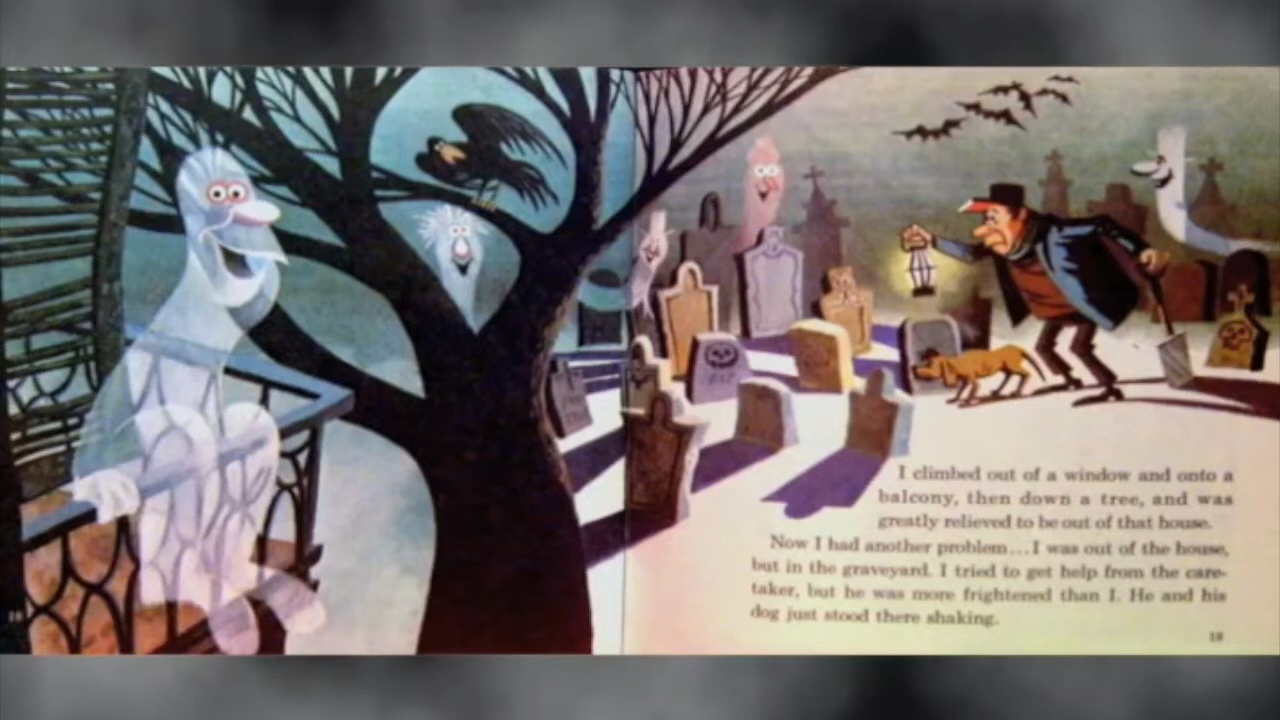 I climbed out of a window and onto a
balcony, then down a tree, and was
greatly relieved to be out of that house.
Now I had another problem...I was out of the house,
but in the graveyard. I tried to get help from the care-
taker, but he was more frightened than I. He and his
dog just stood there shaking.
19